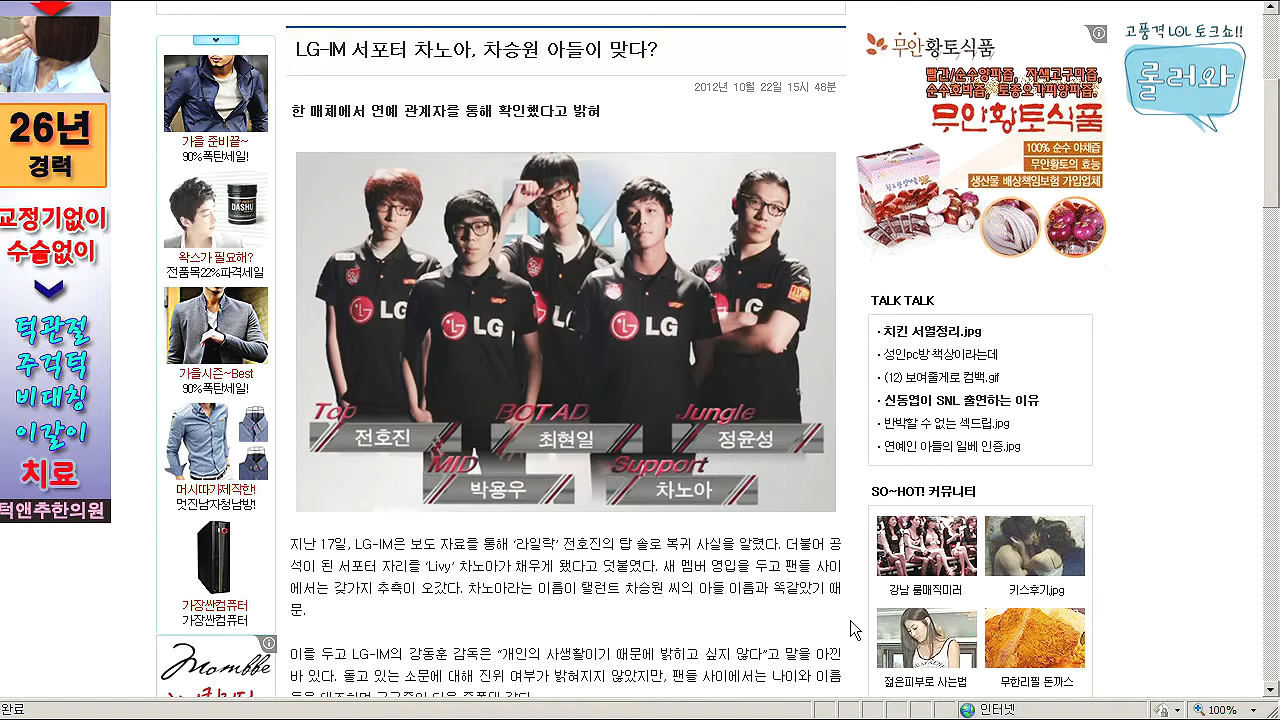 26년
경력
교정기없이
수술없이
턱관절
주걱턱
비대칭
이갈이
치료
턱앤추한의원
가을 준비끝~
90%폭탄세일!
DASHU
왁스가 필요해?
전품목22%파격세일
가을시즌~Best
90%폭탄세일!
머시따가제작한!
멋진남자청남방!
가장싼컴퓨터
가장싼컴퓨터
LG-IM 서포터 차노아, 차승원 아들이 맞다?
2012년 10월 22일 15시 48분
한 매체에서 연예 관계자를 통해 확인했다고 밝혀
LG
LG
LG
LG
LG
Top
전호진
BOT AD
최현일
Jungle
정윤성
MID
박용우
Support
차노아
지난 17일, LG-IM은 보도 자료를 통해 '라일락' 전호진의 탑 솔로 복귀 사실을 알렸다. 더불어 공
석이 된 서포터 자리를 'Livy' 차노아가 채우게 됐다고 덧붙였다. 새 멤버 영입을 두고 팬들 사이
에서는 갖가지 추측이 오갔다. 차노아라는 이름이 탤런트 차승원 씨의 아들 이름과 똑같았기 때
문.
이를 두고 LG-IM의 강동훈 감독은 "개인의 사생활이기 때문에 밝히고 싶지 않다"고 말을 아낀
바 있다. 돌고 있는 소문에 대해 진위 여부가 밝혀지지 않았지만, 팬들 사이에서는 나이와 이름
무안황토식품
빨간/순수양파즙, 자색고구마즙,
순수호박즙, 토종오가피양파즙!
무안황토식품
100% 순수 야채즙
무안황토의 효능
생산물 배상책임보험 가입업체
고품격 LOL 토크쇼!!
롤러와
TALK TALK
· 치킨 서열정리.jpg
· 성인pc방 책상이라는데
· (12) 보여줄게로 컴백.gif
· 신동엽이 SNL 출연하는 이유
· 반박할 수 없는 섹드립.jpg
· 연예인 아들의 일베 인증.jpg
SO~HOT! 커뮤니티
강남 룸매직미러
키스후기.jpg
젊은피부로 사는법
무한리필 돈까스
완료
인터넷
100%